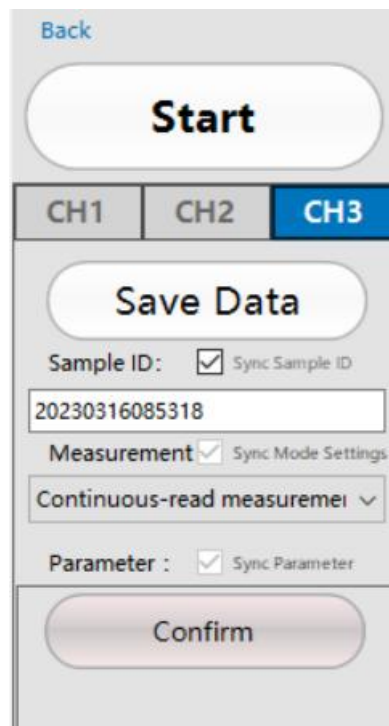 Back
Start
CH1 CH2 CH3
Save Data
Sample ID: Sync Sample ID
20230316085318
Measurement Sync Mode Settings
Continuous-read measuremei
Parameter : Sync Parameter
Confirm